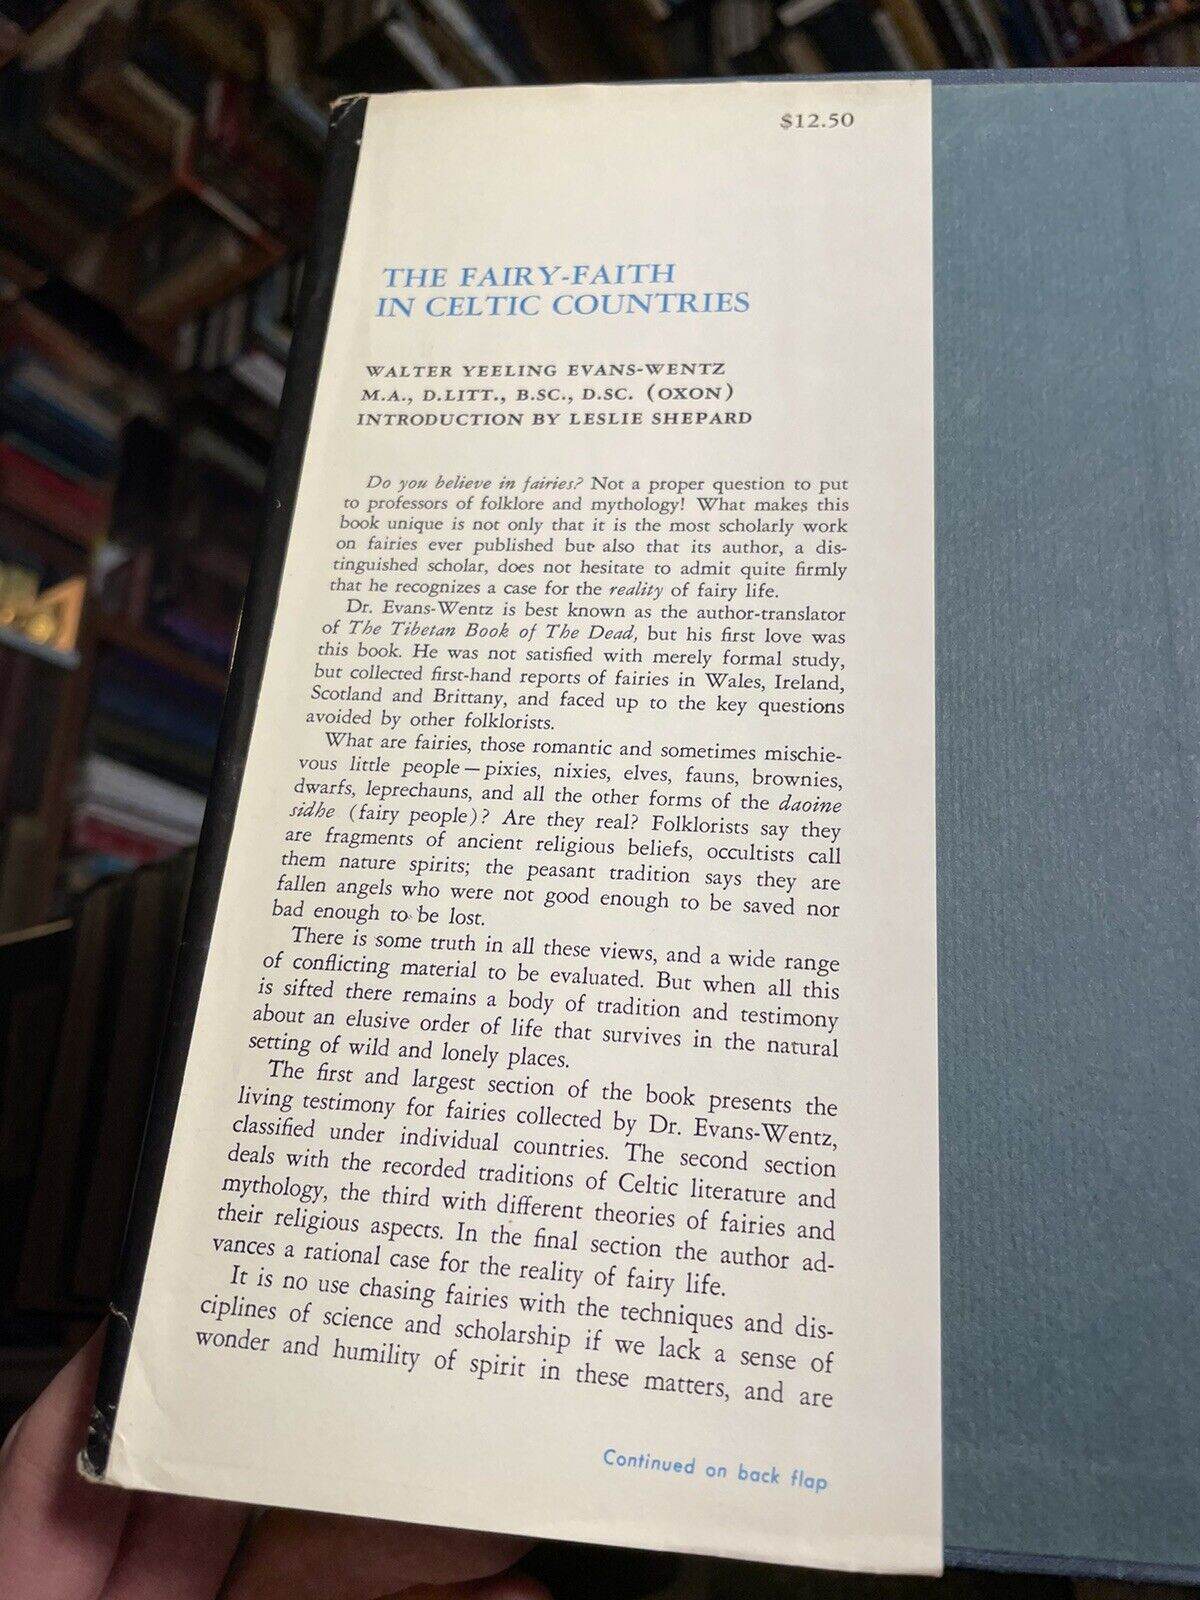 $12.50
THE FAIRY-FAITH
IN CELTIC COUNTRIES
WALTER YEELING EVANS-WENTZ
M.A., D.LITT., B.SC., D.SC. (OXON)
INTRODUCTION BY LESLIE SHEPARD
Do you believe in fairies? Not a proper question to put
to professors of folklore and mythology! What makes this
book unique is not only that it is the most scholarly work
on fairies ever published but also that its author, a dis-
tinguished scholar, does not hesitate to admit quite firmly
that he recognizes a case for the reality of fairy life.
Dr. Evans-Wentz is best known as the author-translator
of The Tibetan Book of The Dead, but his first love was
this book. He was not satisfied with merely formal study,
but collected first-hand reports of fairies in Wales, Ireland,
Scotland and Brittany, and faced up to the key questions
avoided by other folklorists.
What are fairies, those romantic and sometimes mischie-
vous little people—pixies, nixies, elves, fauns, brownies,
dwarfs, leprechauns, and all the other forms of the daoine
sidhe (fairy people)? Are they real? Folklorists say they
are fragments of ancient religious beliefs, occultists call
them nature spirits; the peasant tradition says they are
fallen angels who were not good enough to be saved nor
bad enough to be lost.
There is some truth in all these views, and a wide range
of conflicting material to be evaluated. But when all this
is sifted there remains a body of tradition and testimony
about an elusive order of life that survives in the natural
setting of wild and lonely places.
The first and largest section of the book presents the
living testimony for fairies collected by Dr. Evans-Wentz,
classified under individual countries. The second section
deals with the recorded traditions of Celtic literature and
mythology, the third with different theories of fairies and
their religious aspects. In the final section the author ad-
vances a rational case for the reality of fairy life.
It is no use chasing fairies with the techniques and dis-
ciplines of science and scholarship if we lack a sense of
wonder and humility of spirit in these matters, and are
Continued on back flap